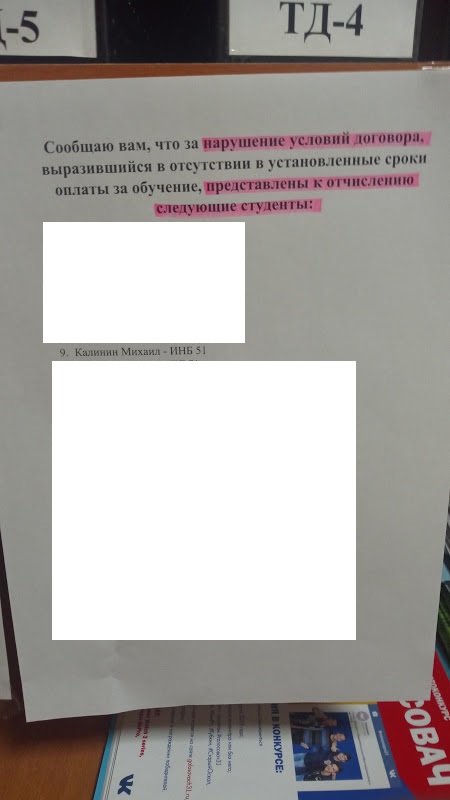 -5
ТД-4
Сообщаю вам, что за нарушение условий договора,
выразившийся в отсутствии в установленные сроки
оплаты за обучение, представлены к отчислению
следующие студенты:
9. Калинин Михаил - ИНБ 51
КОНКУРС
СОВАЧ
Я В КОНКУРСЕ: